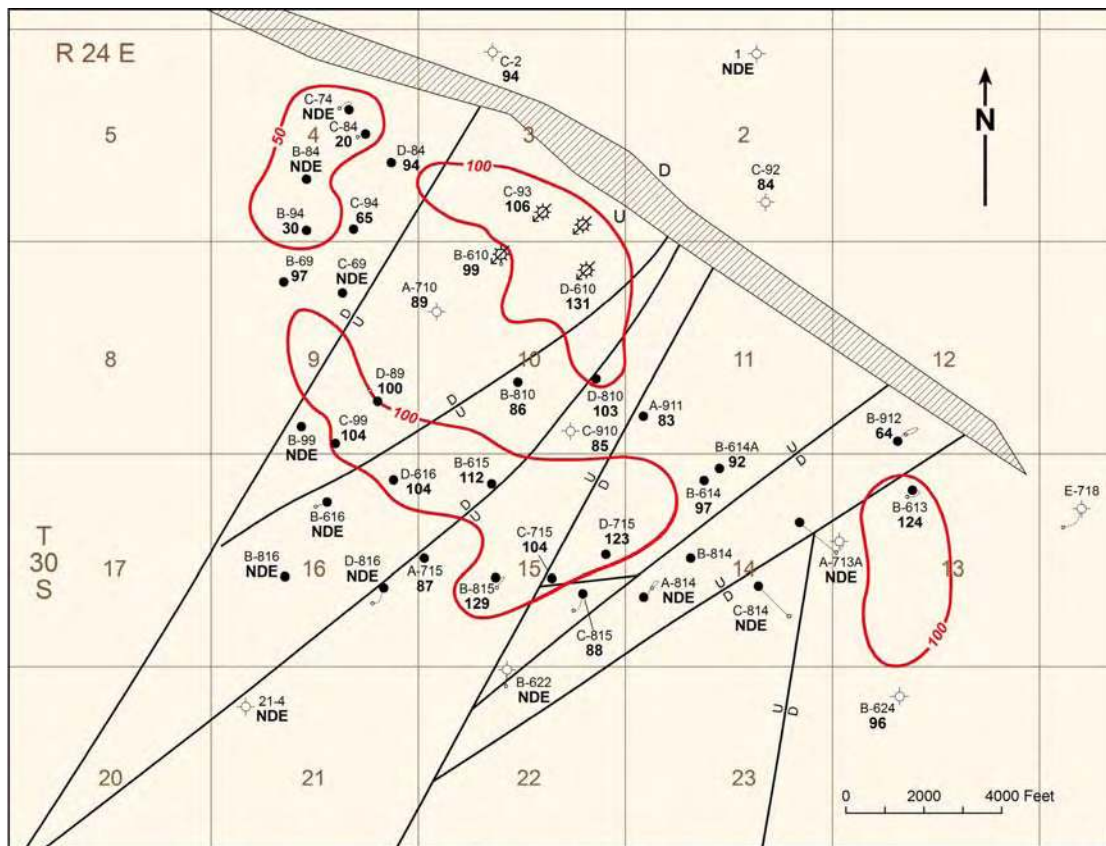 R 24 E
C-2
94
1
NDE
N
5
4
3
2
C-74
NDE
C-84
20
50
B-84
NDE
D-84
94
100
D
C-92
84
C-93
106
U
B-94
30
C-94
65
B-69
97
C-69
NDE
B-610
99
D-610
131
A-710
89
D
U
8
9
10
11
12
D-89
100
100
D
U
B-810
86
D-810
103
A-911
83
C-910
85
B-99
NDE
C-99
104
B-912
64
U
D
B-614A
92
B-614
97
D-616
104
B-615
112
U
D
B-616
NDE
D
U
B-613
124
E-718
T
30
S
17
16
15
14
13
C-715
104
D-715
123
B-814
A-713A
NDE
B-816
NDE
D-816
NDE
A-715
87
B-815
129
A-814
NDE
U
D
C-814
NDE
C-815
88
100
B-622
NDE
21-4
NDE
U
D
B-624
96
20
21
22
23
0 2000 4000 Feet